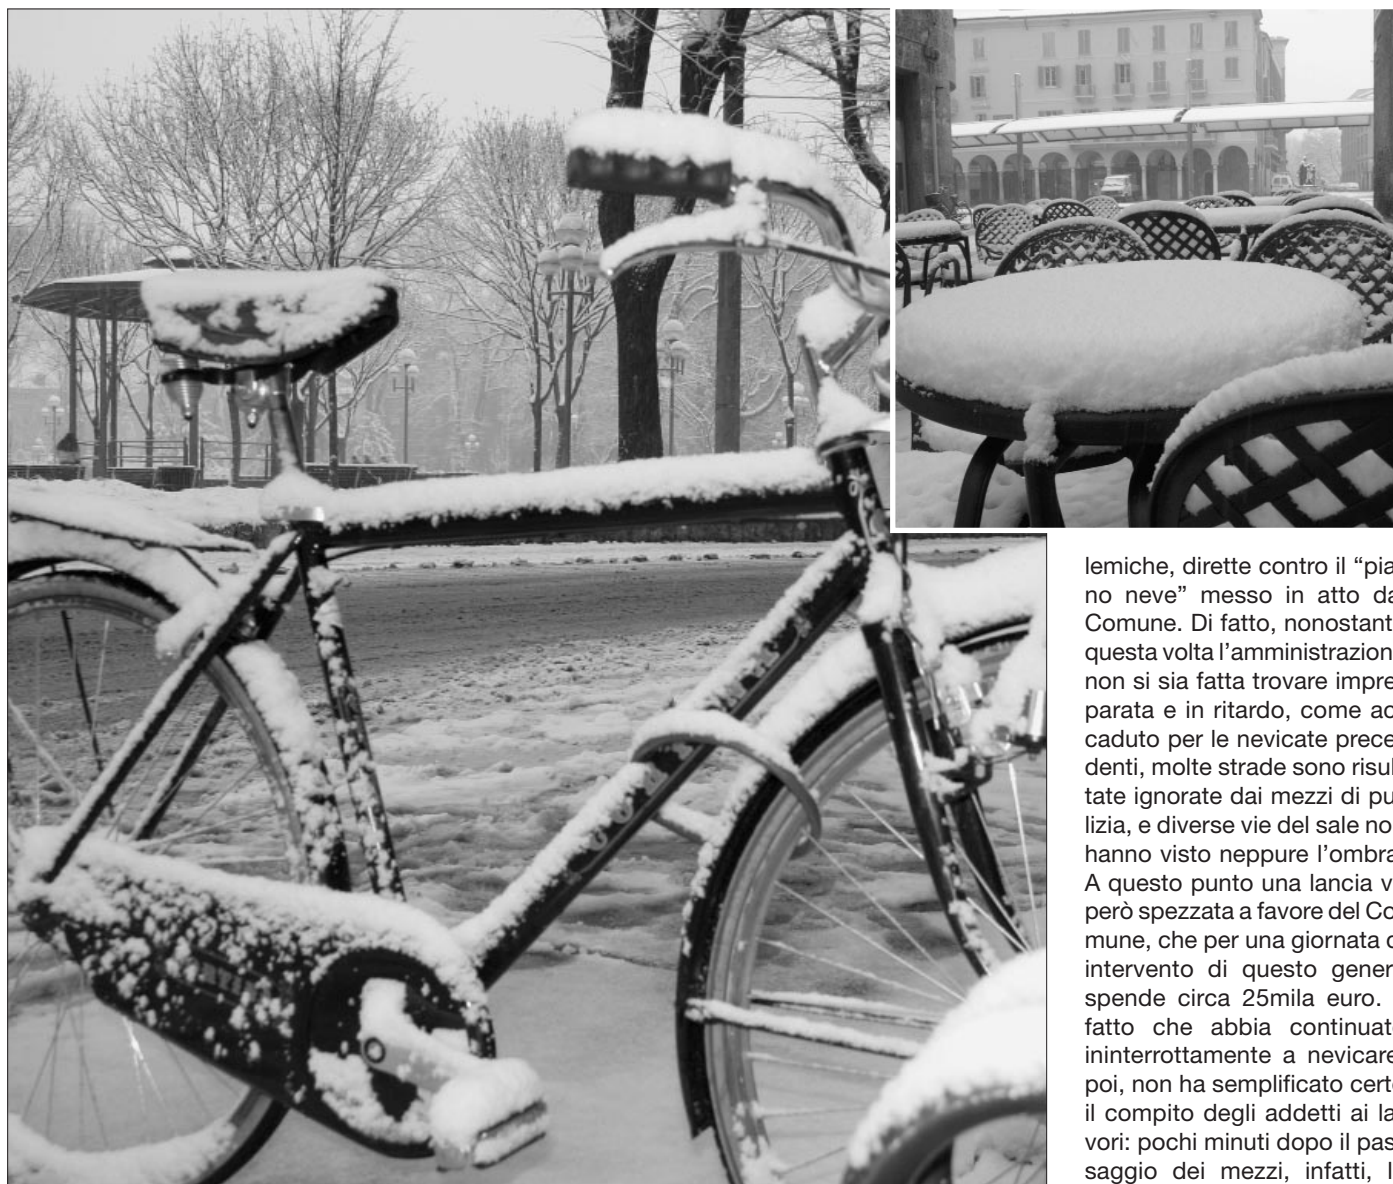 lemiche, dirette contro il “pia
no neve” messo in atto da
Comune. Di fatto, nonostant
questa volta l’amministrazion
non si sia fatta trovare impre
parata e in ritardo, come ac
caduto per le nevicate prece
denti, molte strade sono risul
tate ignorate dai mezzi di pu
lizia, e diverse vie del sale no
hanno visto neppure l’ombra
A questo punto una lancia v
però spezzata a favore del Co
mune, che per una giornata d
intervento di questo gener
spende circa 25mila euro.
fatto che abbia continuat
ininterrottamente a nevicare
poi, non ha semplificato cert
il compito degli addetti ai la
vori: pochi minuti dopo il pas
saggio dei mezzi, infatti, l